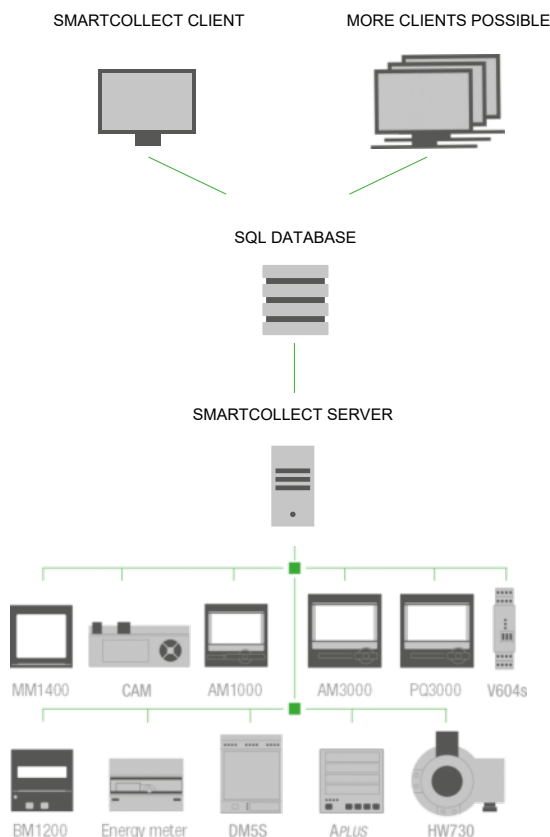 SMARTCOLLECT CLIENT
MORE CLIENTS POSSIBLE
SQL DATABASE
SMARTCOLLECT SERVER
MM1400
CAM
AM1000
AM3000
PQ3000
V604s
BM1200
Energy meter
DM5S
APLUS
HW730